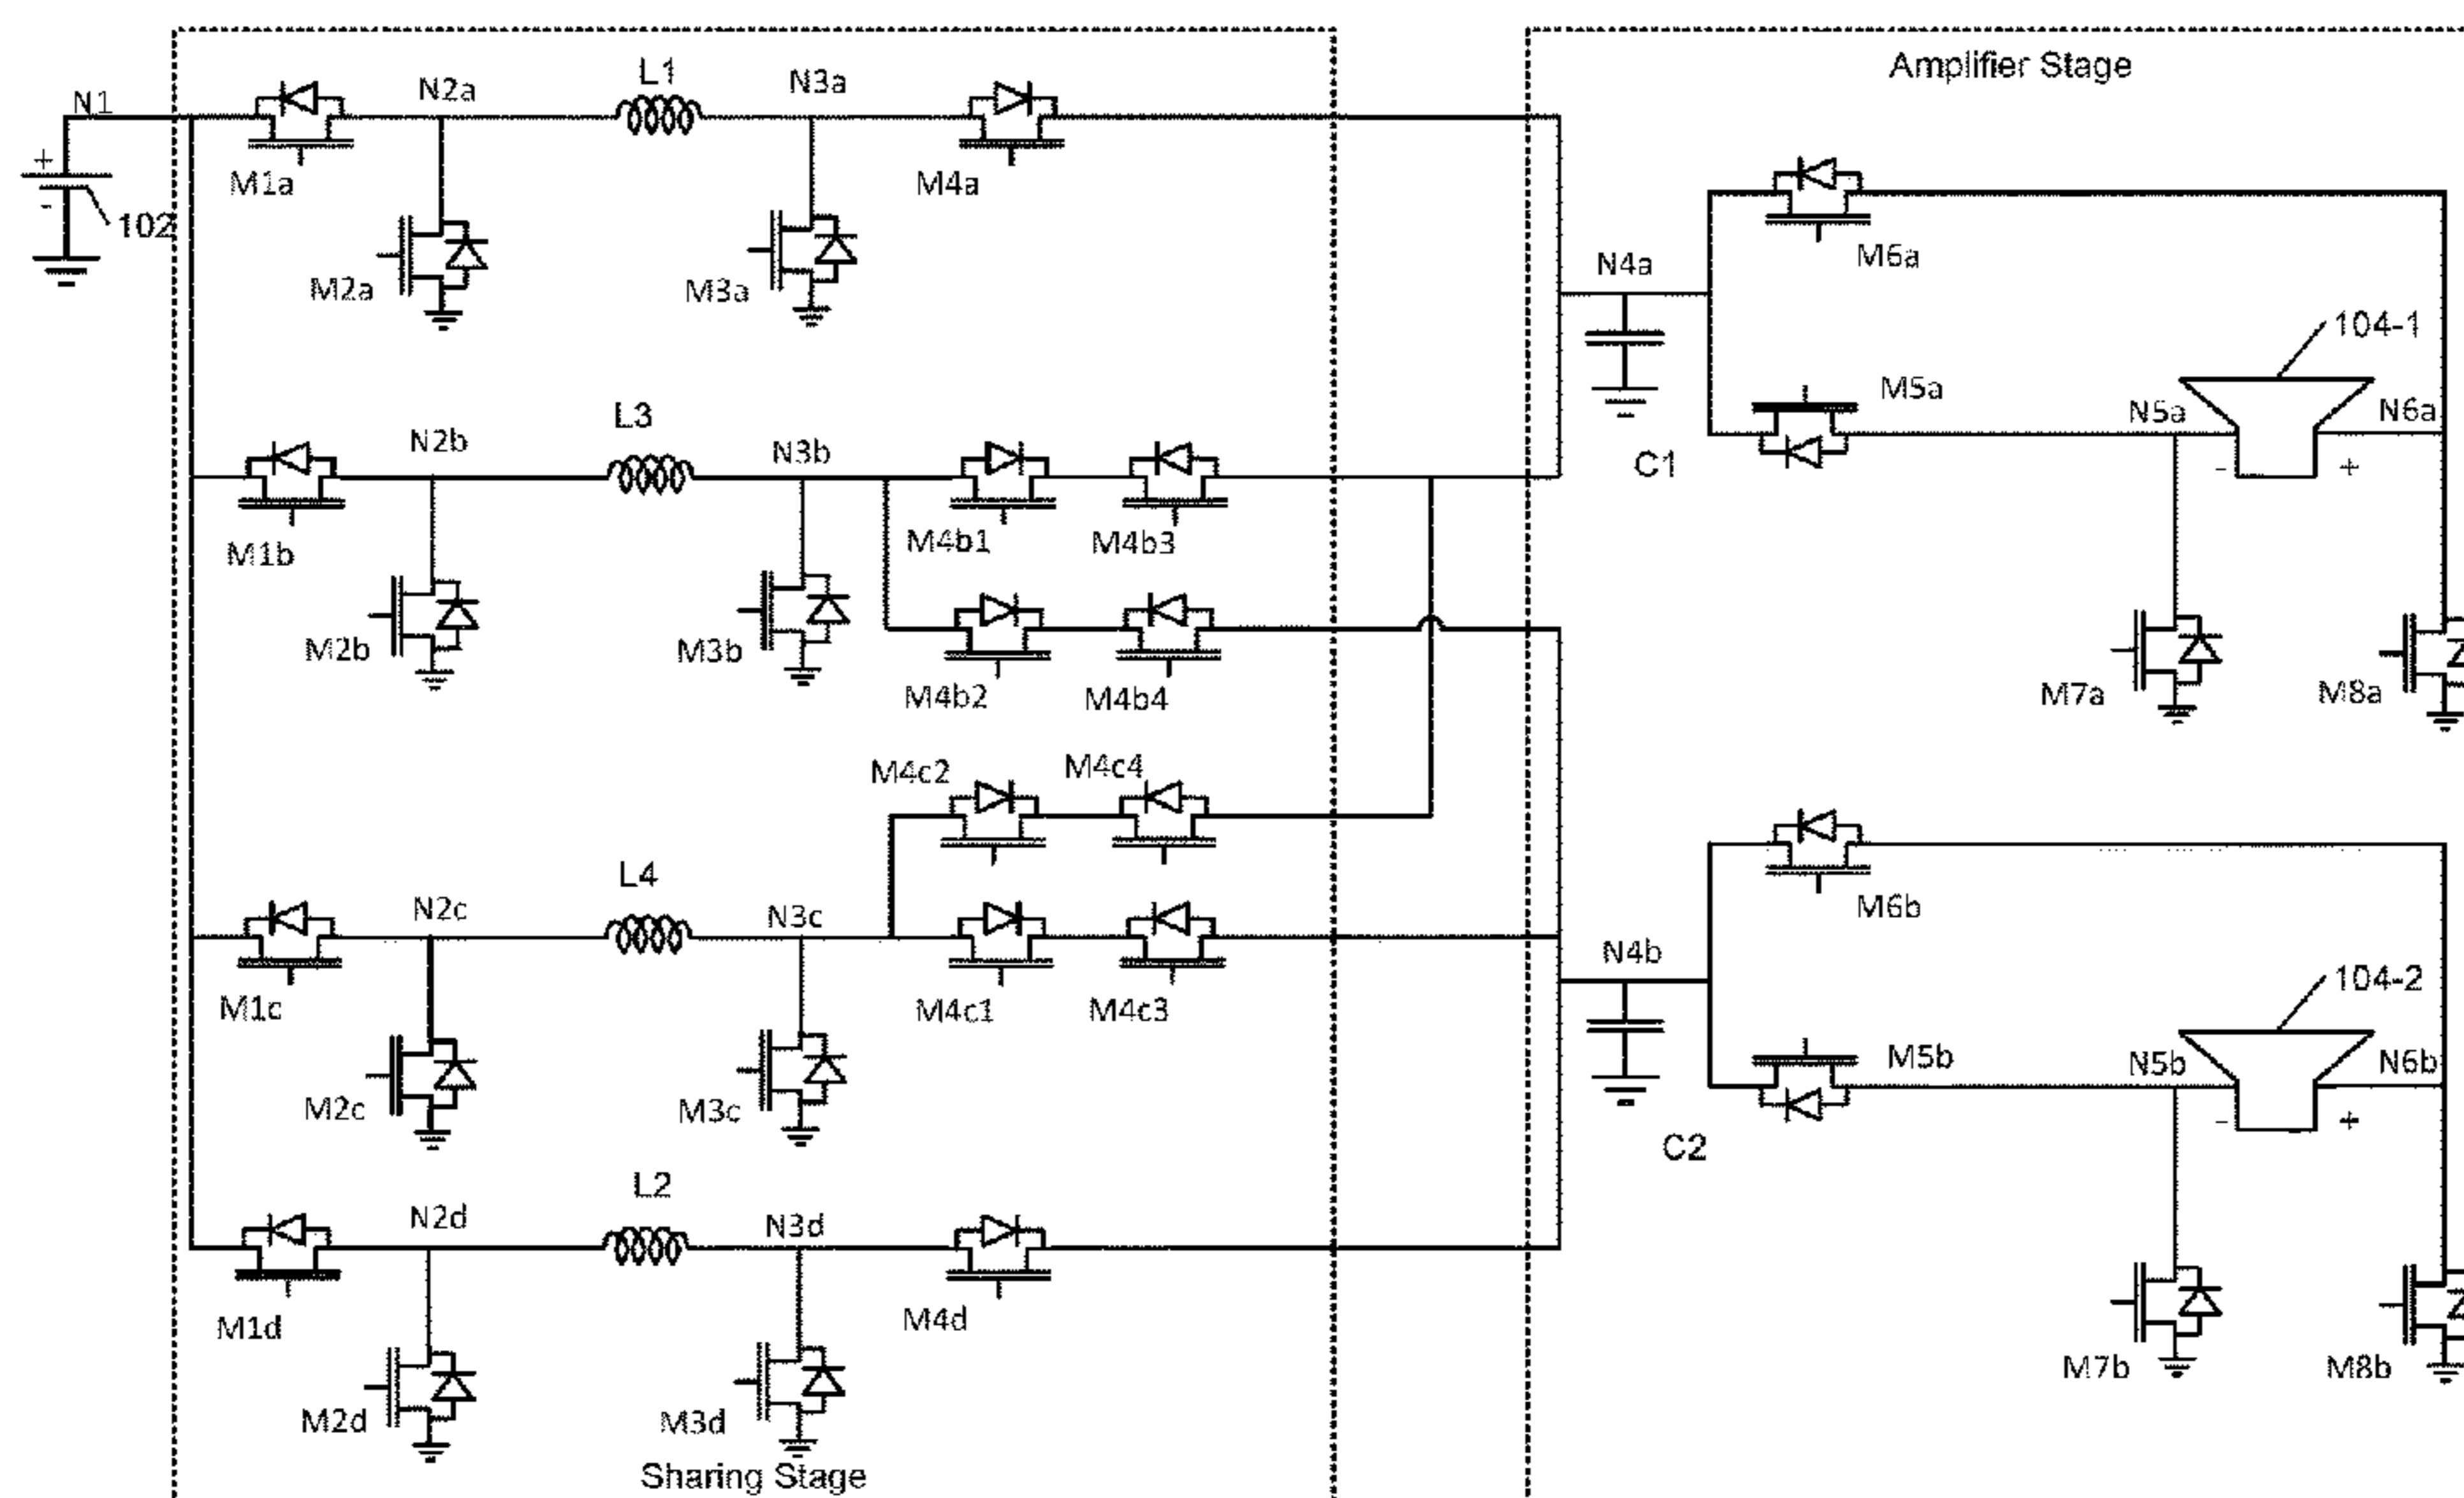 Amplifier Stage
N1
N2a
L1
N3a
+
-
102
M1a
M4a
M2a
M3a
N4a
M6a
104-1
M5a
N5a
N6a
-
+
C1
N2b
L3
N3b
M1b
M4b1
M4b3
M2b
M3b
M4b2
M4b4
M7a
M8a
M4c2
M4c4
N2c
L4
N3c
M6b
N4b
104-2
M1c
M4c1
M4c3
M5b
N5b
N6b
-
+
M2c
M3c
C2
N2d
L2
N3d
M1d
M4d
M2d
M3d
M7b
M8b
Sharing Stage